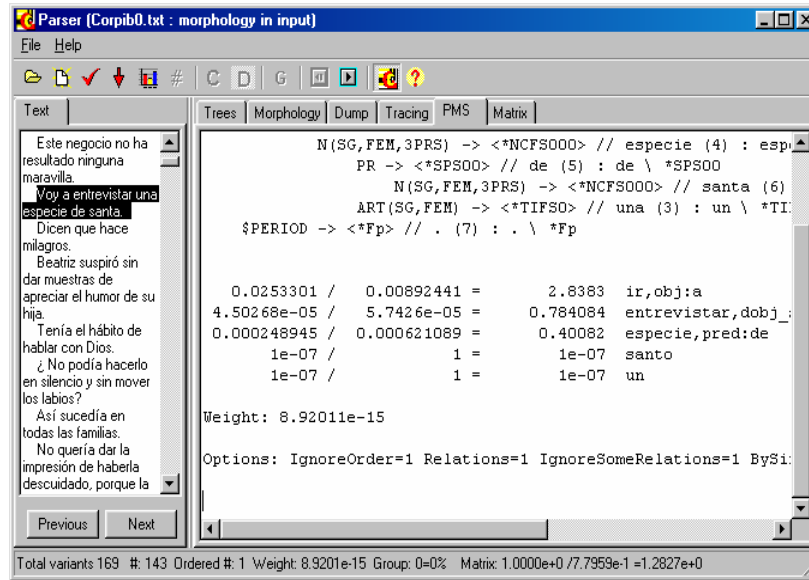 Parser (Corpib0.txt : morphology in input)
File Help
# C D G ?
Text
Trees Morphology Dump Tracing PMS Matrix
Este negocio no ha
resultado ninguna
maravilla.
Voy a entrevistar una
especie de santa.
Dicen que hace
milagros.
Beatriz suspiró sin
dar muestras de
apreciar el humor de su
hija.
Tenía el hábito de
hablar con Dios.
¿ No podía hacerlo
en silencio y sin mover
los labios?
Así sucedía en
todas las familias.
No quería dar la
impresión de haberla
descuidado, porque la
Previous Next
N(SG,FEM,3PRS) -> <*NCFS000> // especie (4) : esp
PR -> <*SPS00> // de (5) : de \ *SPS00
N(SG,FEM,3PRS) -> <*NCFS000> // santa (6)
ART(SG,FEM) -> <*TIFS0> // una (3) : un \ *TI
$PERIOD -> <*Fp> // . (7) : . \ *Fp
0.0253301 / 0.00892441 = 2.8383 ir,obj:a
4.50268e-05 / 5.7426e-05 = 0.784084 entrevistar,dobj_
0.000248945 / 0.000621089 = 0.40082 especie,pred:de
1e-07 / 1 = 1e-07 santo
1e-07 / 1 = 1e-07 un
Weight: 8.92011e-15
Options: IgnoreOrder=1 Relations=1 IgnoreSomeRelations=1 BySi
Total variants 169 #: 143 Ordered #: 1 Weight: 8.9201e-15 Group: 0=0% Matrix: 1.0000e+0 /7.7959e-1 =1.2827e+0